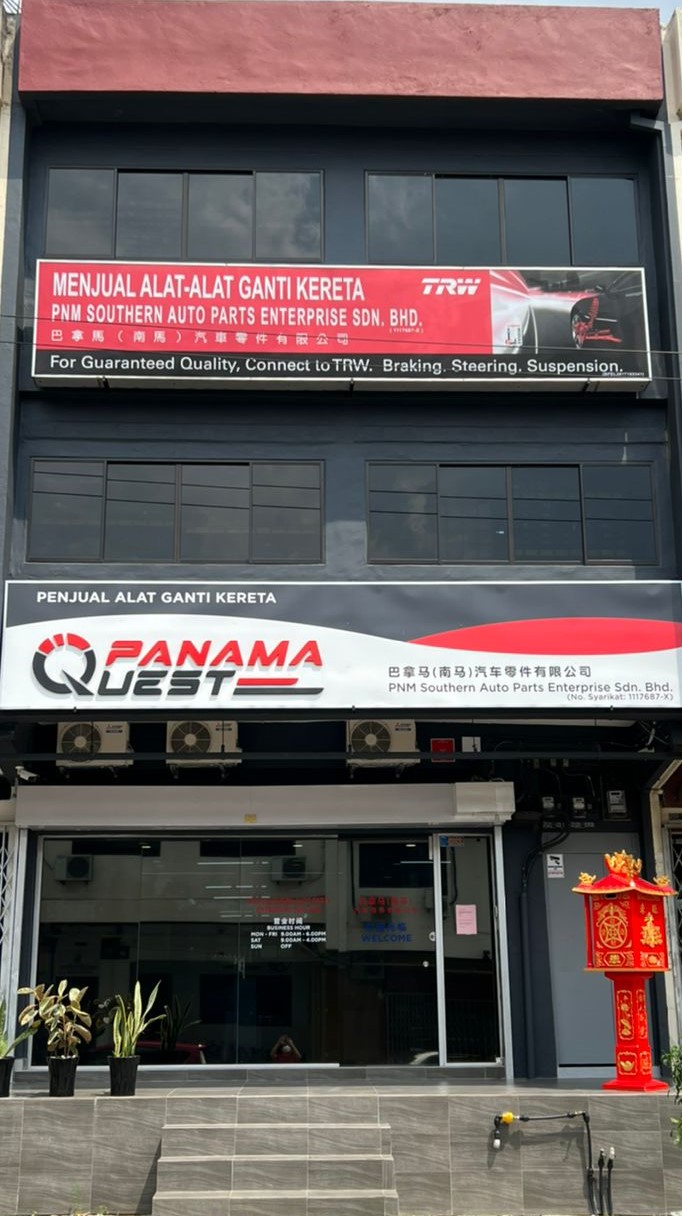 MENJUAL ALAT-ALAT GANTI KERETA
TRW
PNM SOUTHERN AUTO PARTS ENTERPRISE SDN. BHD.
( 1117687-X )
巴拿馬（南馬）汽車零件有限公司
For Guaranteed Quality, Connect to TRW. Braking. Steering. Suspension.
PENJUAL ALAT GANTI KERETA
PANAMA
QUEST
巴拿马(南马)汽车零件有限公司
PNM Southern Auto Parts Enterprise Sdn. Bhd.
(No. Syarikat: 1117687-X)
营业时间
BUSINESS HOUR
MON - FRI 9.00AM - 6.00PM
SAT 9.00AM - 4.00PM
SUN OFF
WELCOME